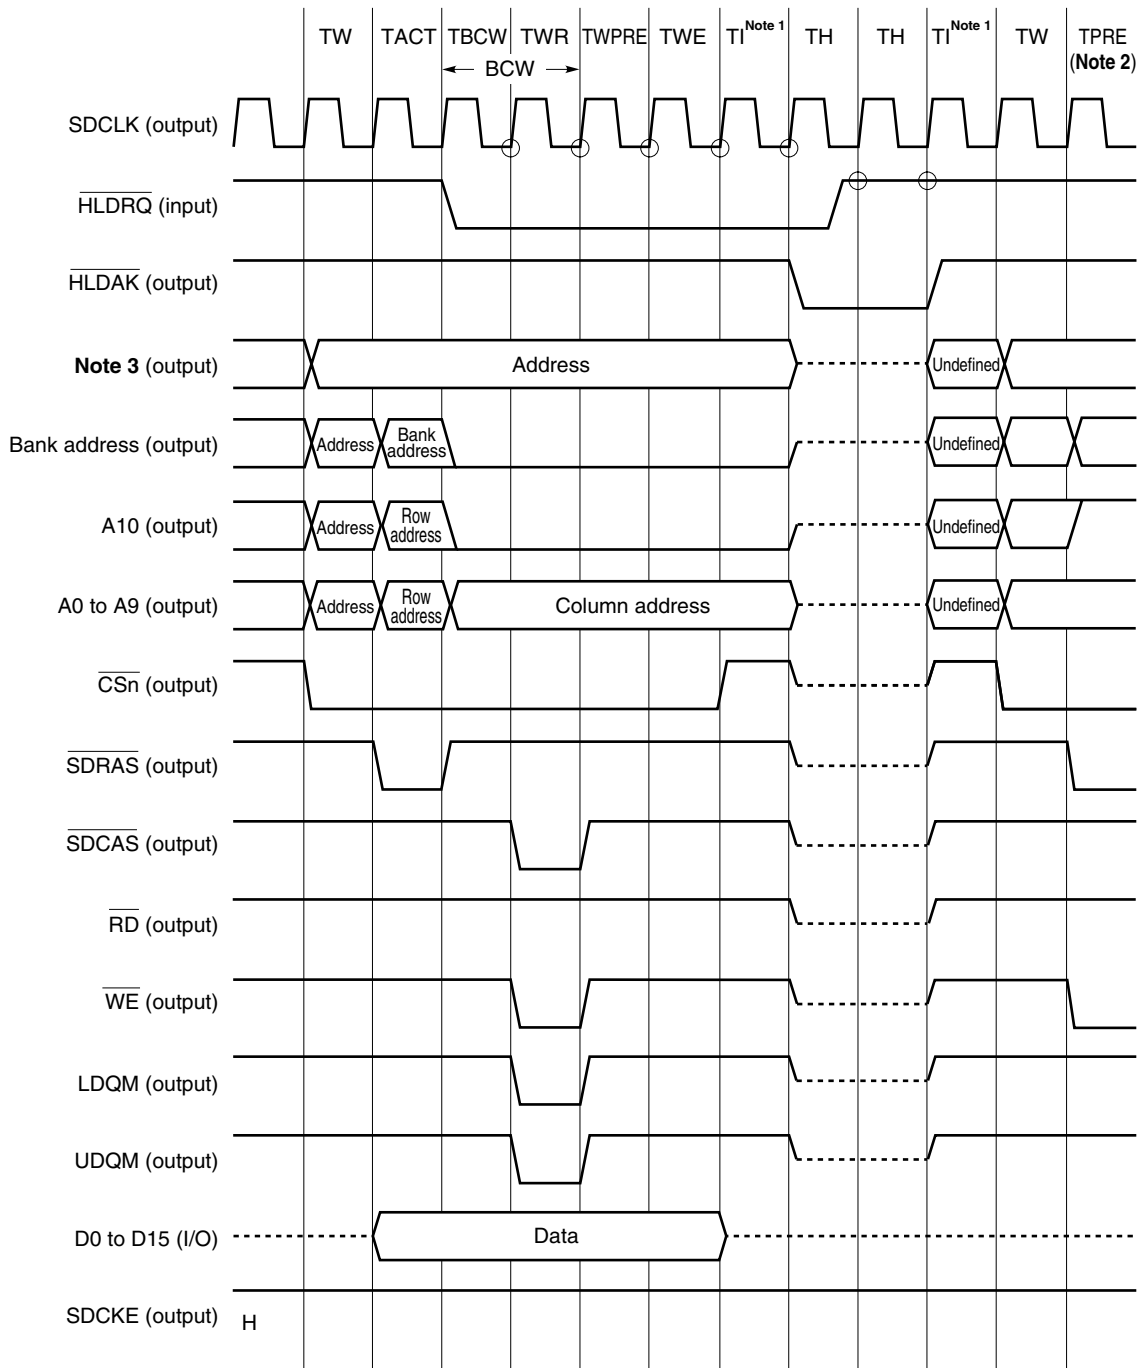 TW TACT TBCW TWR TWPRE TWE TI Note 1 TH TH TI Note 1 TW TPRE
(Note 2)
BCW
SDCLK (output)
HLDRQ (input)
HLDAK (output)
Note 3 (output) Address Undefined
Bank address (output) Address Bank address Undefined
A10 (output) Address Row address Undefined
A0 to A9 (output) Address Row address Column address Undefined
CSn (output)
SDRAS (output)
SDCAS (output)
RD (output)
WE (output)
LDQM (output)
UDQM (output)
D0 to D15 (I/O) Data
SDCKE (output) H